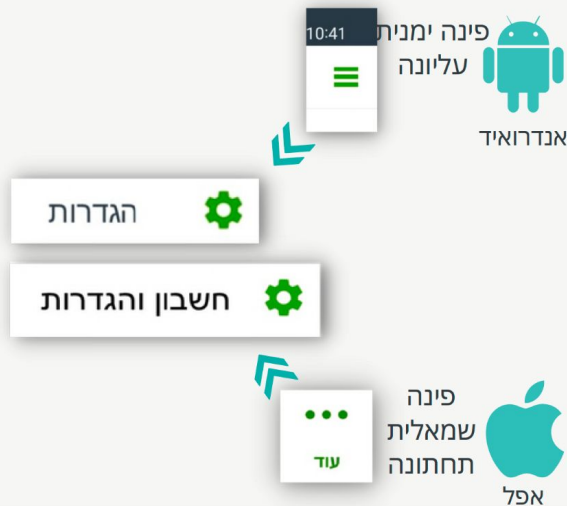 10:41
פינה ימנית
עליונה
אנדרואיד
הגדרות
חשבון והגדרות
עוד
פינה
שמאלית
תחתונה
אפל